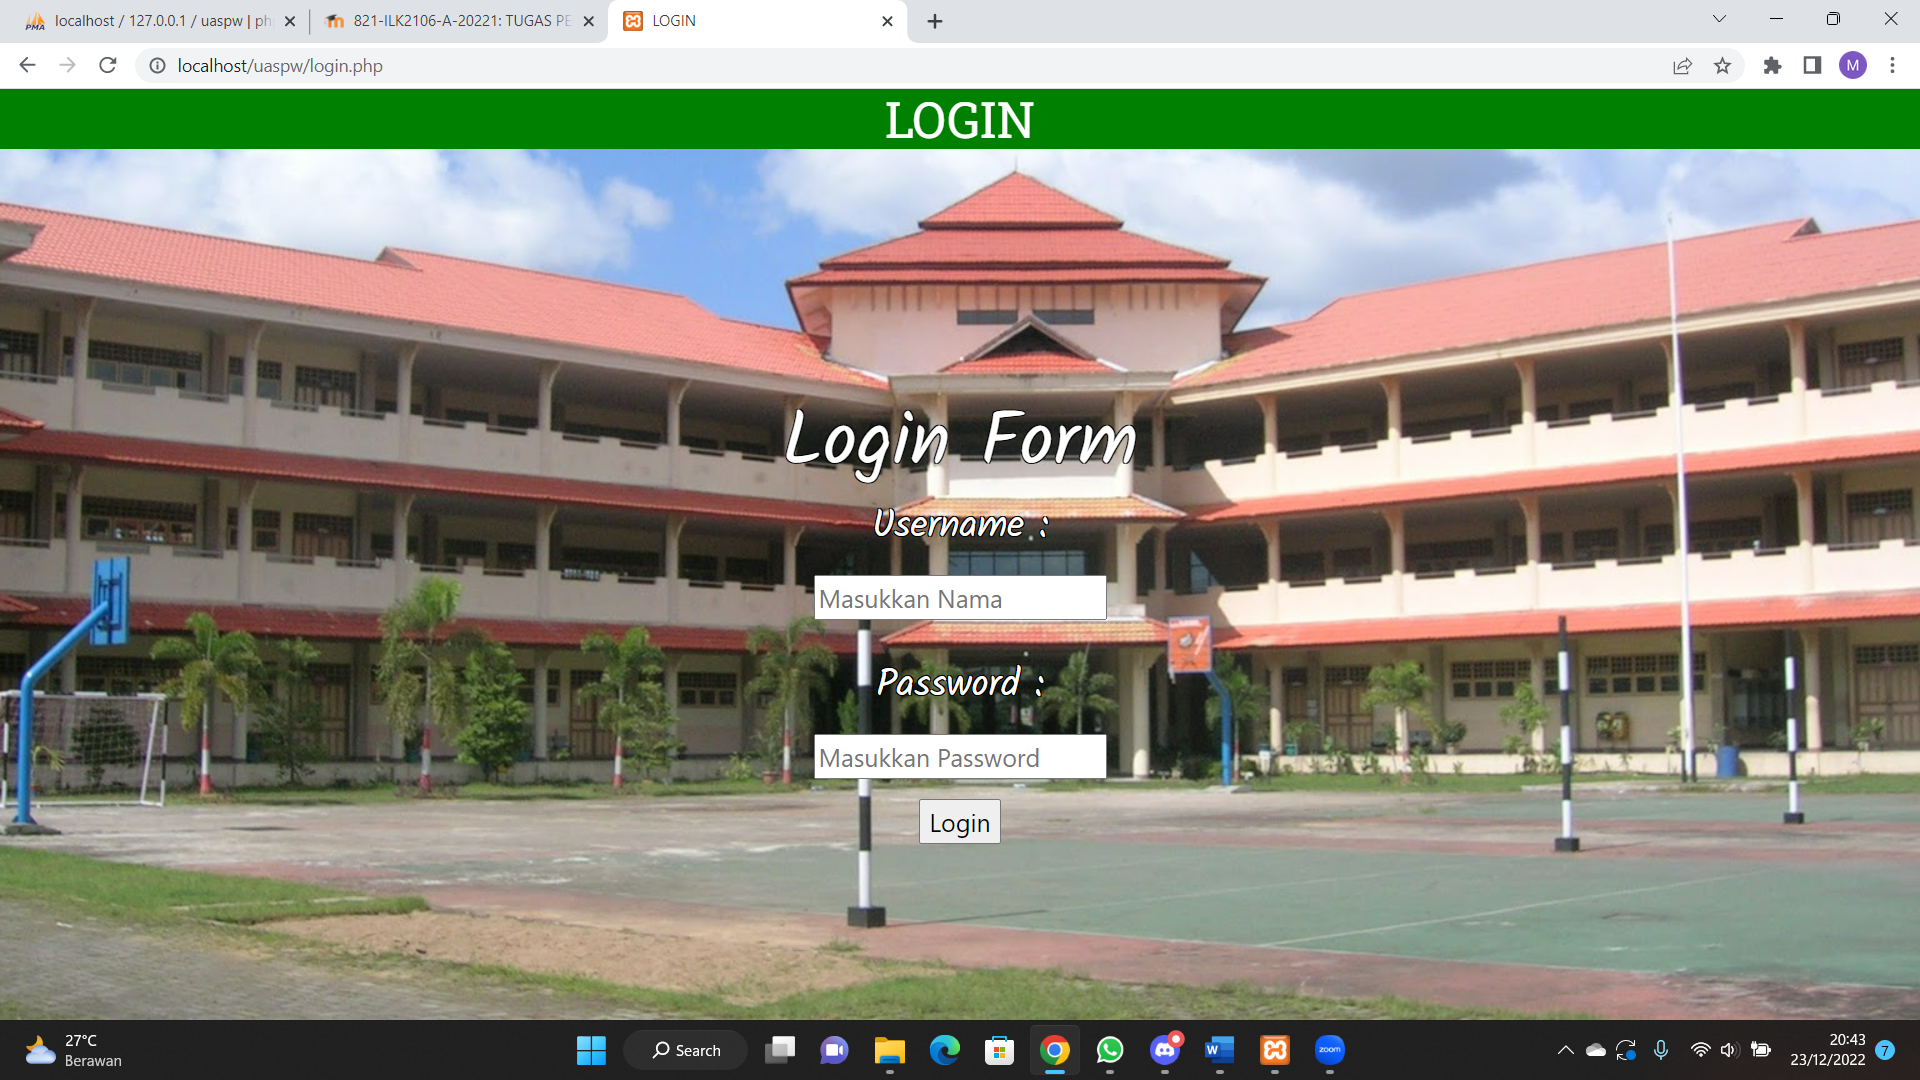 localhost / 127.0.0.1 / uaspw | ph
821-ILK2106-A-20221: TUGAS PE
LOGIN
localhost/uaspw/login.php
M
LOGIN
Login Form
Username :
Masukkan Nama
Password :
Masukkan Password
Login
27°C
Berawan
Search
W
zoom
20:43
23/12/2022
7